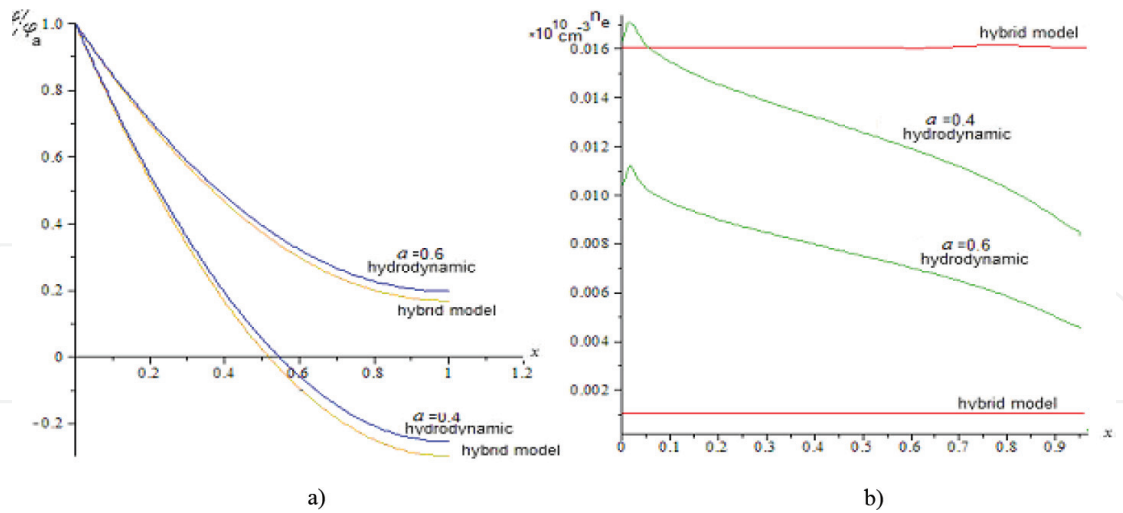 φ/φa
1.0
0.8
0.6
0.4
0.2
0
-0.2
0.2
0.4
0.6
0.8
1
1.2
x
a=0.6
hydrodynamic
hybrid model
a=0.4
hydrodynamic
hybrid model
a)
×10¹⁰cm⁻³ nₑ
0.016
0.014
0.012
0.010
0.008
0.006
0.004
0.002
0
0.1
0.2
0.3
0.4
0.5
0.6
0.7
0.8
0.9
x
hybrid model
a=0.4
hydrodynamic
a=0.6
hydrodynamic
hybrid model
b)